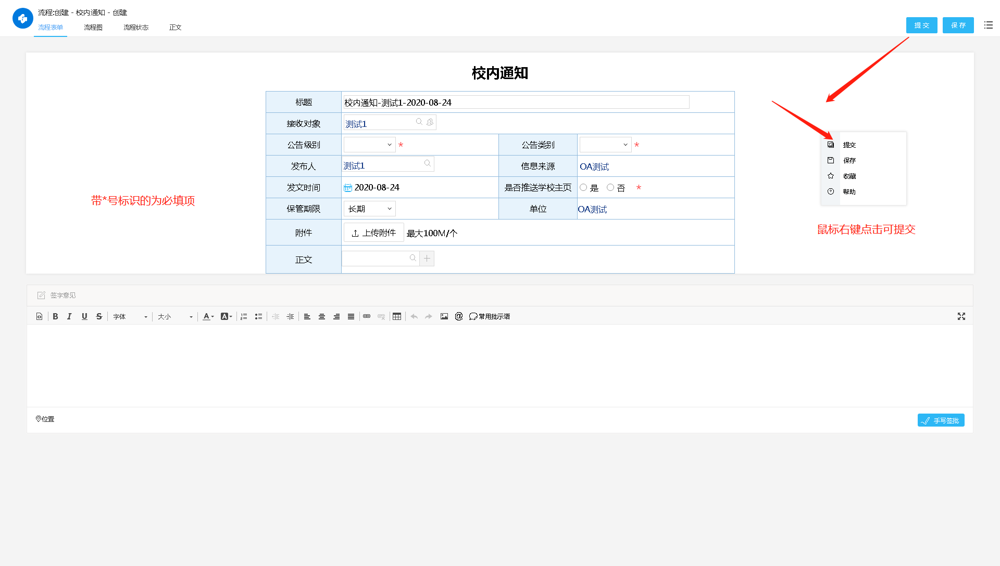 流程:创建 - 校内通知 - 创建
流程表单 流程图 流程状态 正文
提交 保存
校内通知
标题 校内通知-测试1-2020-08-24
接收对象 测试1
公告级别 * 公告类别 *
发布人 测试1 信息来源 OA测试
发文时间 2020-08-24 是否推送学校主页 是 否 *
保管期限 长期 单位 OA测试
附件 上传附件 最大100M/个
正文
带*号标识的为必填项
提交
保存
收藏
帮助
鼠标右键点击可提交
签字意见
B I U S 字体 大小 A A @ 常用批示语
位置
手写签批